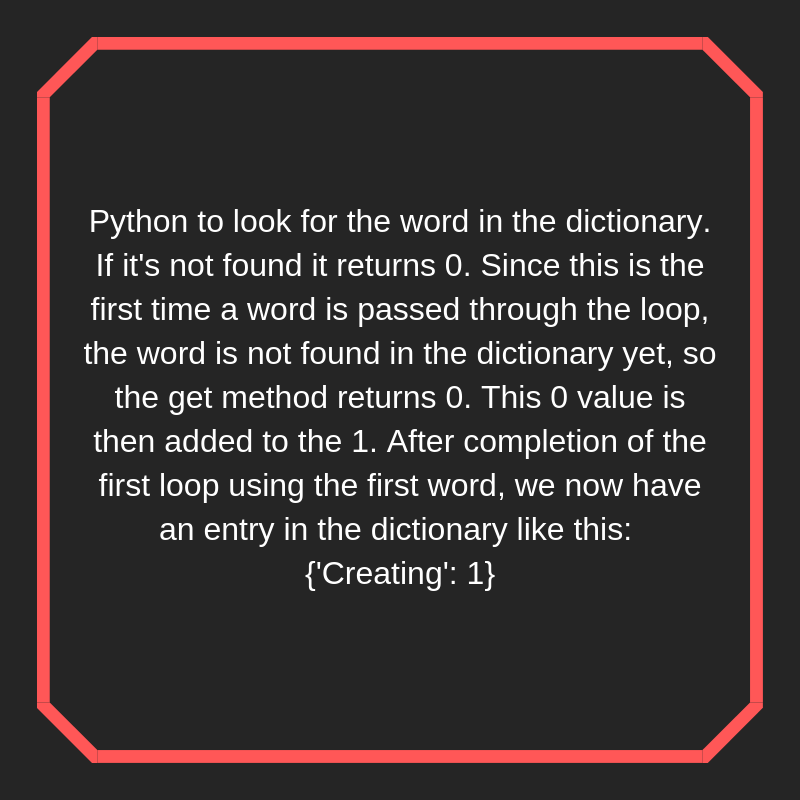 Python to look for the word in the dictionary.
If it's not found it returns 0. Since this is the
first time a word is passed through the loop,
the word is not found in the dictionary yet, so
the get method returns 0. This 0 value is
then added to the 1. After completion of the
first loop using the first word, we now have
an entry in the dictionary like this:
{'Creating': 1}